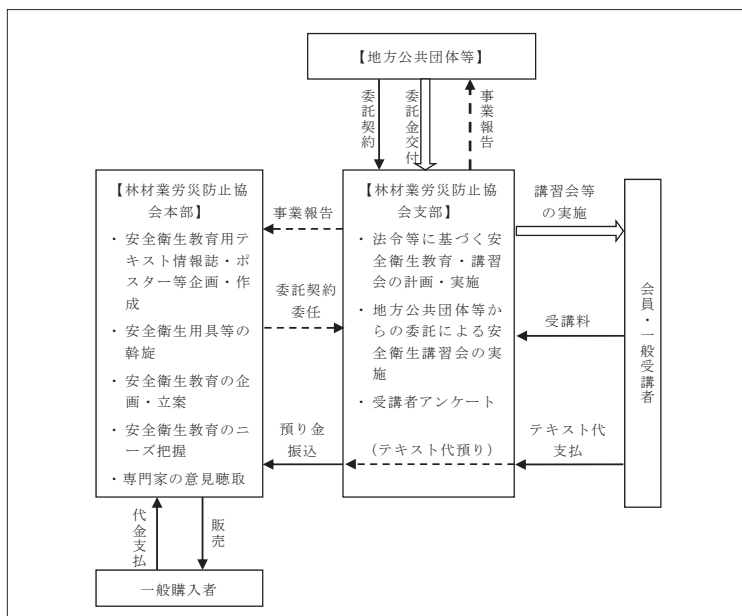 【地方公共団体等】
委託契約
委託金交付
事業報告
【林材業労災防止協
会本部】
・ 安全衛生教育用テ
キスト情報誌・ポ
スター等企画・作
成
・ 安全衛生用具等の
斡旋
・ 安全衛生教育の企
画・立案
・ 安全衛生教育のニ
ーズ把握
・専門家の意見聴取
事業報告
委託契約
委任
預り金
振込
【林材業労災防止協
会支部】
・ 法令等に基づく安
全衛生教育・講習
会の計画・実施
・ 地方公共団体等か
らの委託による安
全衛生講習会の実
施
・ 受講者アンケート
(テキスト代預り)
講習会等
の実施
受講料
テキスト代
支払
会員・一般受講者
代金支払
販売
一般購入者